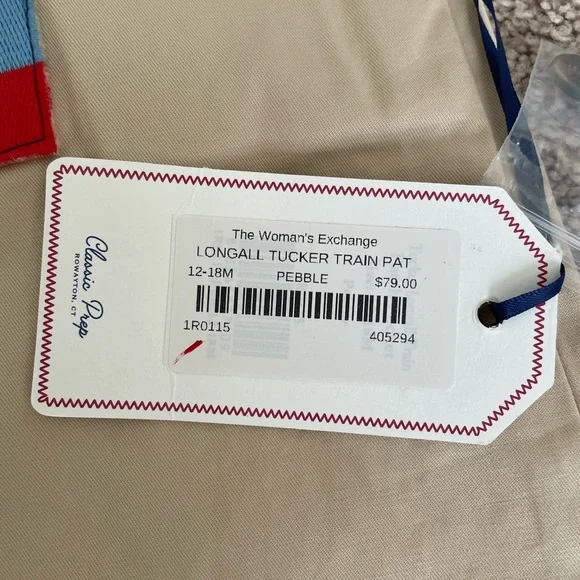 Classic Prep
ROWAYTON, CT
The Woman's Exchange
LONGALL TUCKER TRAIN PAT
12-18M PEBBLE $79.00
1R0115 405294